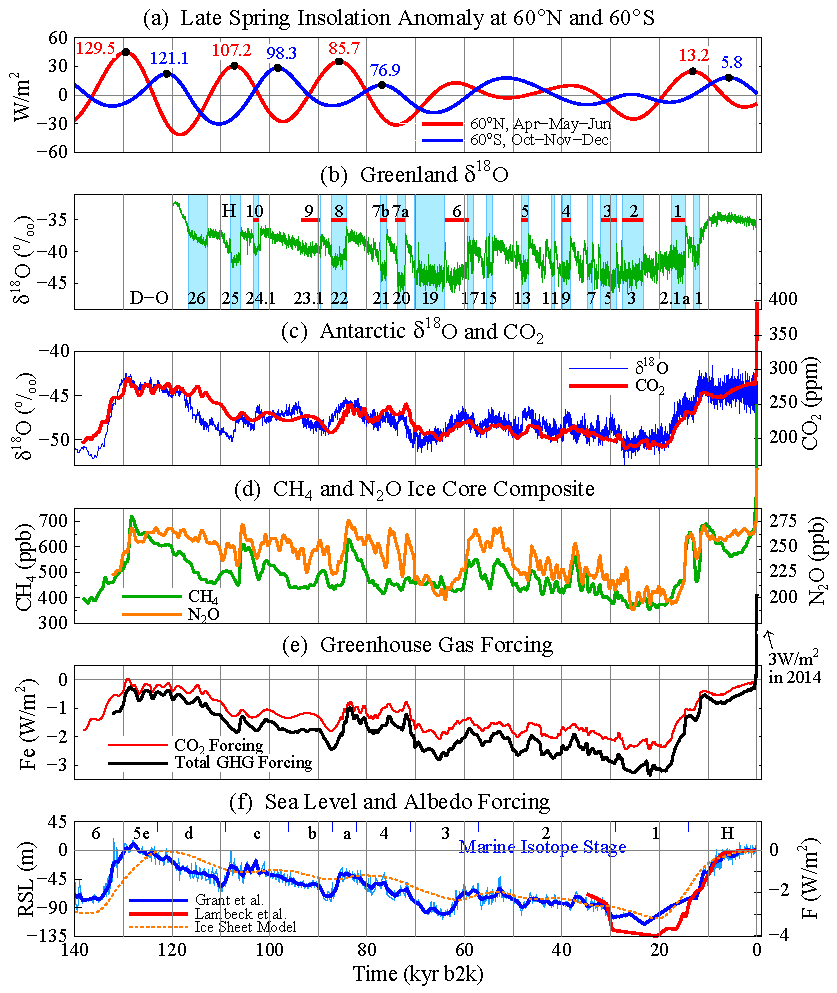 (a) Late Spring Insolation Anomaly at 60°N and 60°S
60
30
0
−30
−60
W/m²
129.5
121.1
107.2
98.3
85.7
76.9
13.2
5.8
60°N, Apr−May−Jun
60°S, Oct−Nov−Dec
(b) Greenland δ¹⁸O
−35
−40
−45
δ¹⁸O (⁰/₀₀)
H 10 9 8 7b 7a 6 5 4 3 2 1
D−O 26 25 24.1 23.1 22 21 20 19 17 15 13 11 9 7 5 3 2.1 1a 1
(c) Antarctic δ¹⁸O and CO₂
−40
−45
−50
δ¹⁸O (⁰/₀₀)
400
350
300
250
200
CO₂ (ppm)
δ¹⁸O
CO₂
(d) CH₄ and N₂O Ice Core Composite
700
600
500
400
300
CH₄ (ppb)
275
250
225
200
N₂O (ppb)
CH₄
N₂O
(e) Greenhouse Gas Forcing
3W/m²
in 2014
0
−1
−2
−3
Fe (W/m²)
CO₂ Forcing
Total GHG Forcing
(f) Sea Level and Albedo Forcing
45
0
−45
−90
−135
RSL (m)
6 5e d c b a 4 3 2 1 H
Marine Isotope Stage
0
−2
−4
F (W/m²)
Grant et al.
Lambeck et al.
Ice Sheet Model
140 120 100 80 60 40 20 0
Time (kyr b2k)